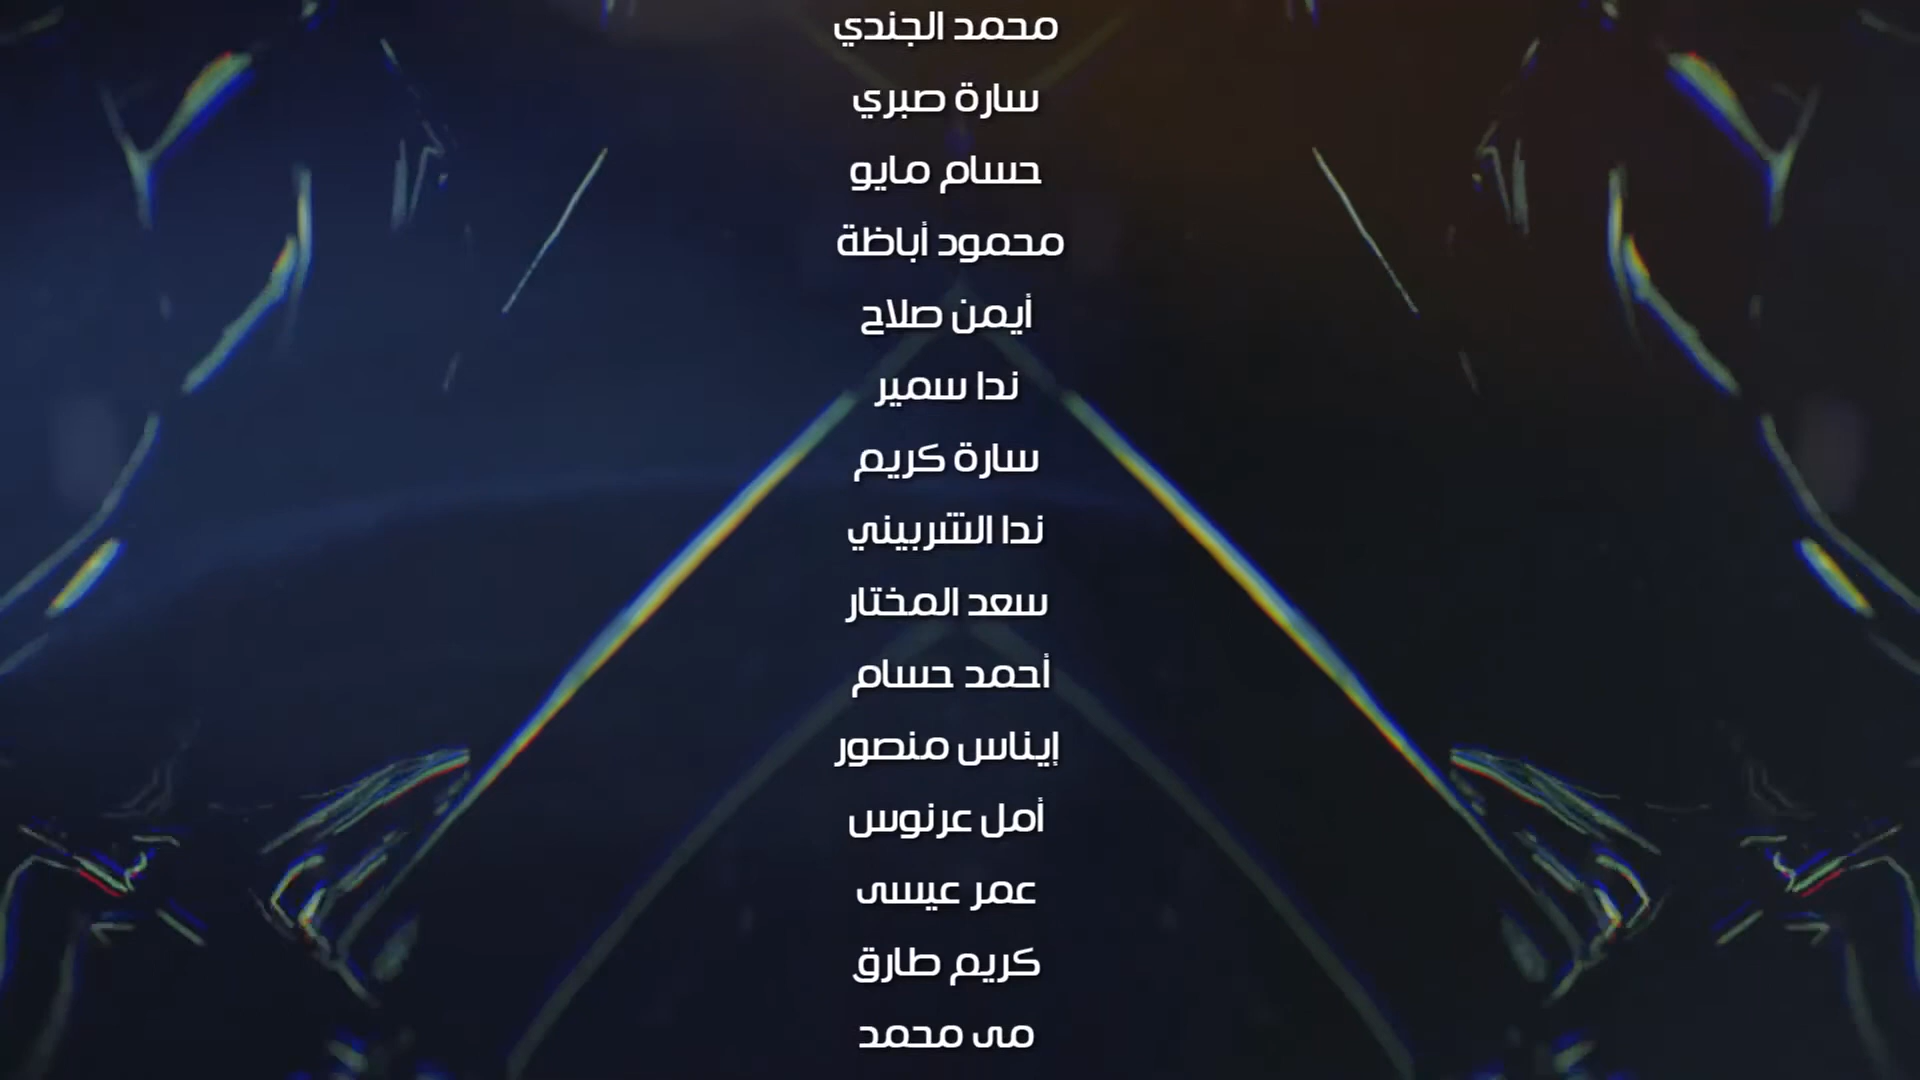 محمد الجندي
سارة صبري
حسام مايو
محمود أباظة
أيمن صلاح
ندا سمير
سارة كريم
ندا الشربيني
سعد المختار
أحمد حسام
إيناس منصور
أمل عرنوس
عمر عيسى
كريم طارق
مى محمد